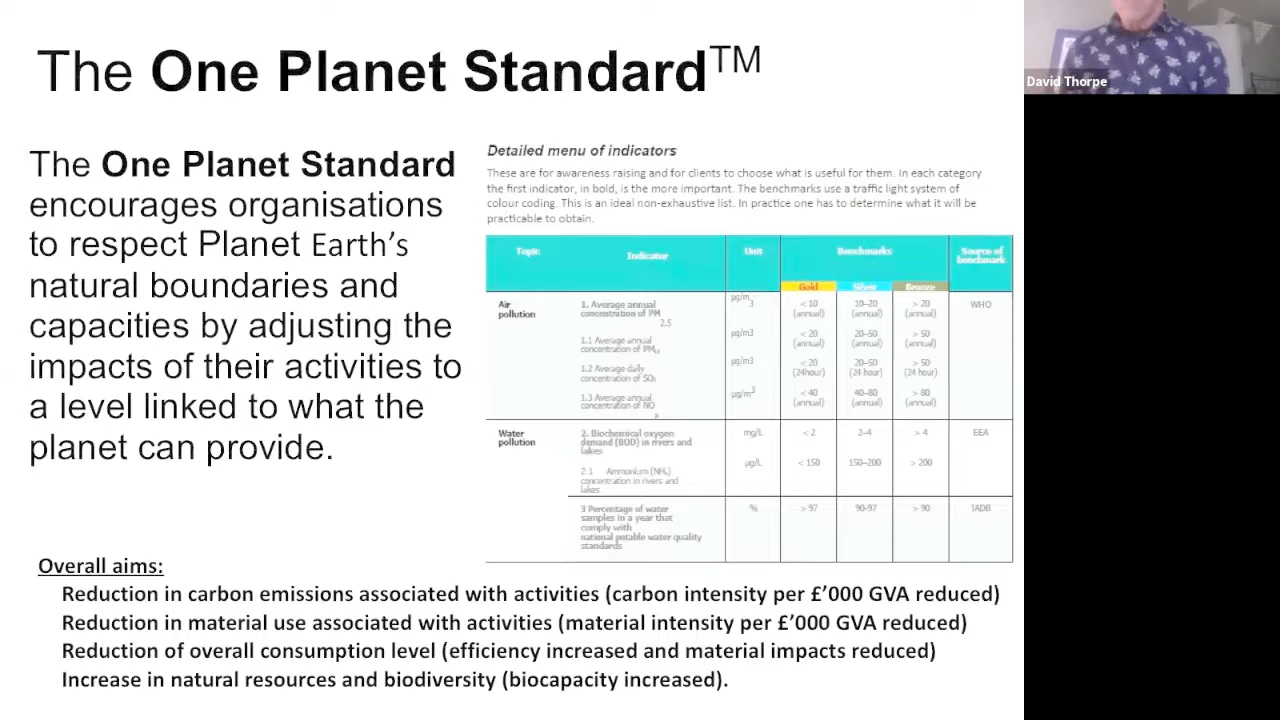 The One Planet Standard™
David Thorpe
The One Planet Standard
encourages organisations
to respect Planet Earth's
natural boundaries and
capacities by adjusting the
impacts of their activities to
a level linked to what the
planet can provide.
Detailed menu of indicators
These are for awareness raising and for clients to choose what is useful for them. In each category
the first indicator, in bold, is the more important. The benchmarks use a traffic light system of
colour coding. This is an ideal non-exhaustive list. In practice one has to determine what it will be
practicable to obtain.
Topic Indicator Unit Benchmarks Source of benchmark
Gold Silver Bronze
Air pollution 1. Average annual concentration of PM 2,5 µg/m3 < 10 (annual) 10–20 (annual) > 20 (annual) WHO
1.1 Average annual concentration of PM₁₀ µg/m3 < 20 (annual) 20–50 (annual) > 50 (annual)
1.2 Average daily concentration of SO₂ µg/m3 < 20 (24hour) 20–50 (24 hour) > 50 (24 hour)
1.3 Average annual concentration of NO x µg/m3 < 40 (annual) 40–80 (annual) > 80 (annual)
Water pollution 2. Biochemical oxygen demand (BOD) in rivers and lakes mg/L < 2 2–4 > 4 EEA
2.1 Ammonium (NH₄) concentration in rivers and lakes µg/L < 150 150–200 > 200
3 Percentage of water samples in a year that comply with national potable water quality standards % > 97 90-97 > 90 IADB
Overall aims:
Reduction in carbon emissions associated with activities (carbon intensity per £'000 GVA reduced)
Reduction in material use associated with activities (material intensity per £'000 GVA reduced)
Reduction of overall consumption level (efficiency increased and material impacts reduced)
Increase in natural resources and biodiversity (biocapacity increased).